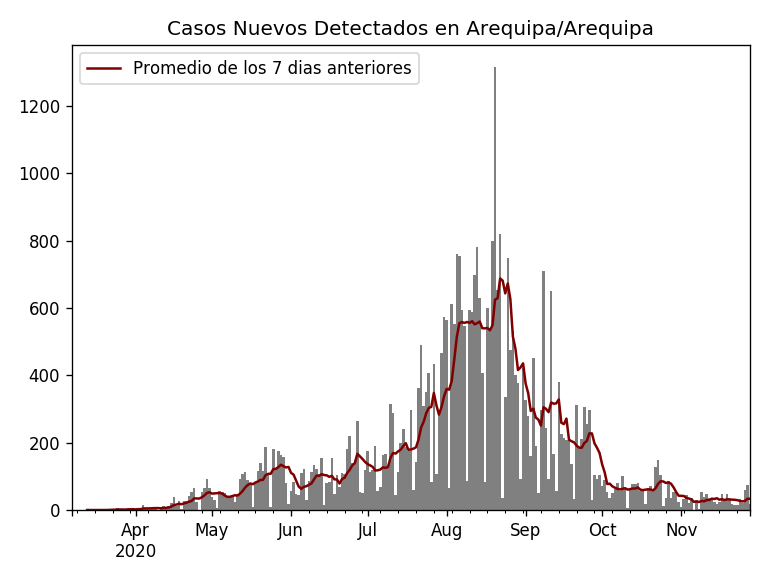 Casos Nuevos Detectados en Arequipa/Arequipa
Promedio de los 7 dias anteriores
1200
1000
800
600
400
200
0
Apr May Jun Jul Aug Sep Oct Nov
2020